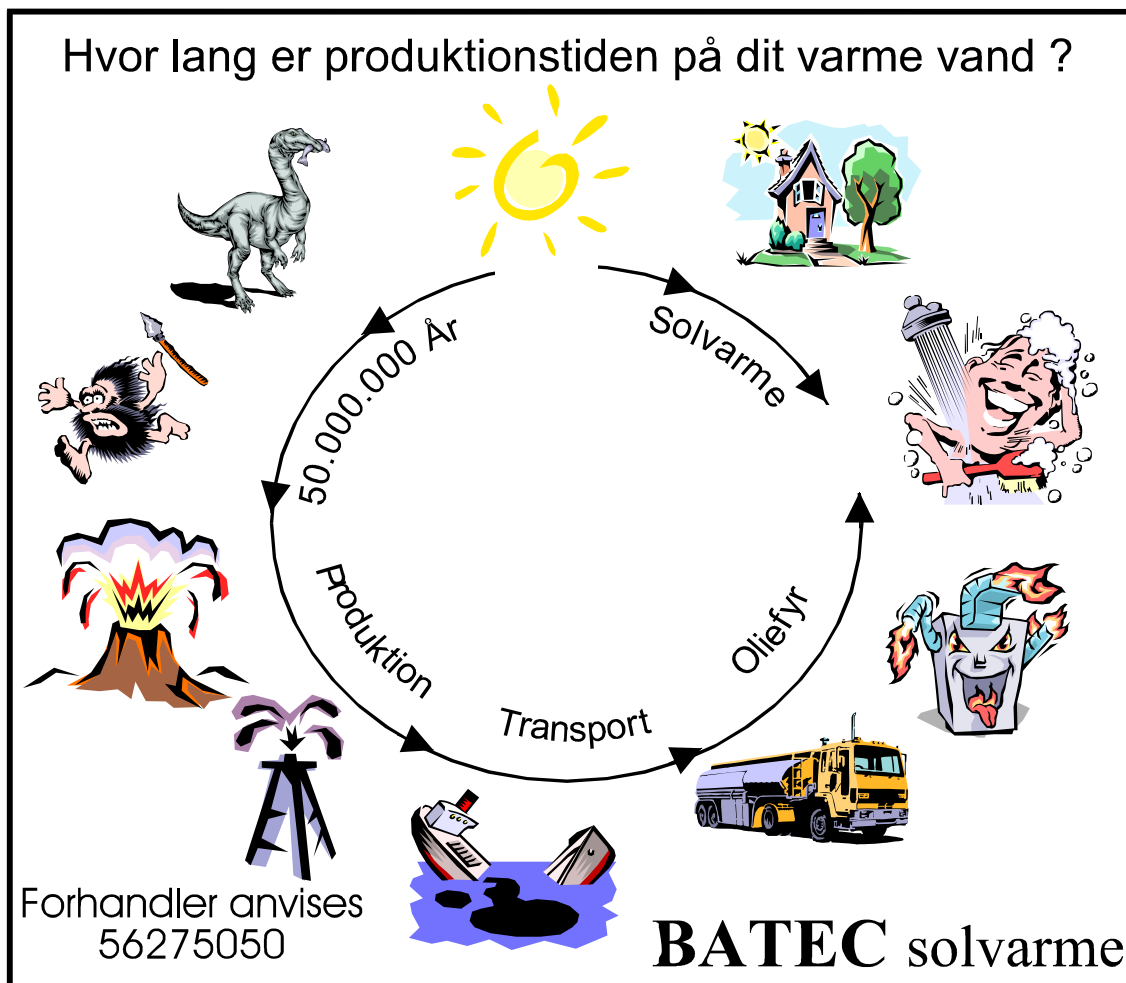 Hvor lang er produktionstiden på dit varme vand ?
50.000.000 År
Solvarme
Produktion
Transport
Oliefyr
Forhandler anvises
56275050
BATEC solvarme